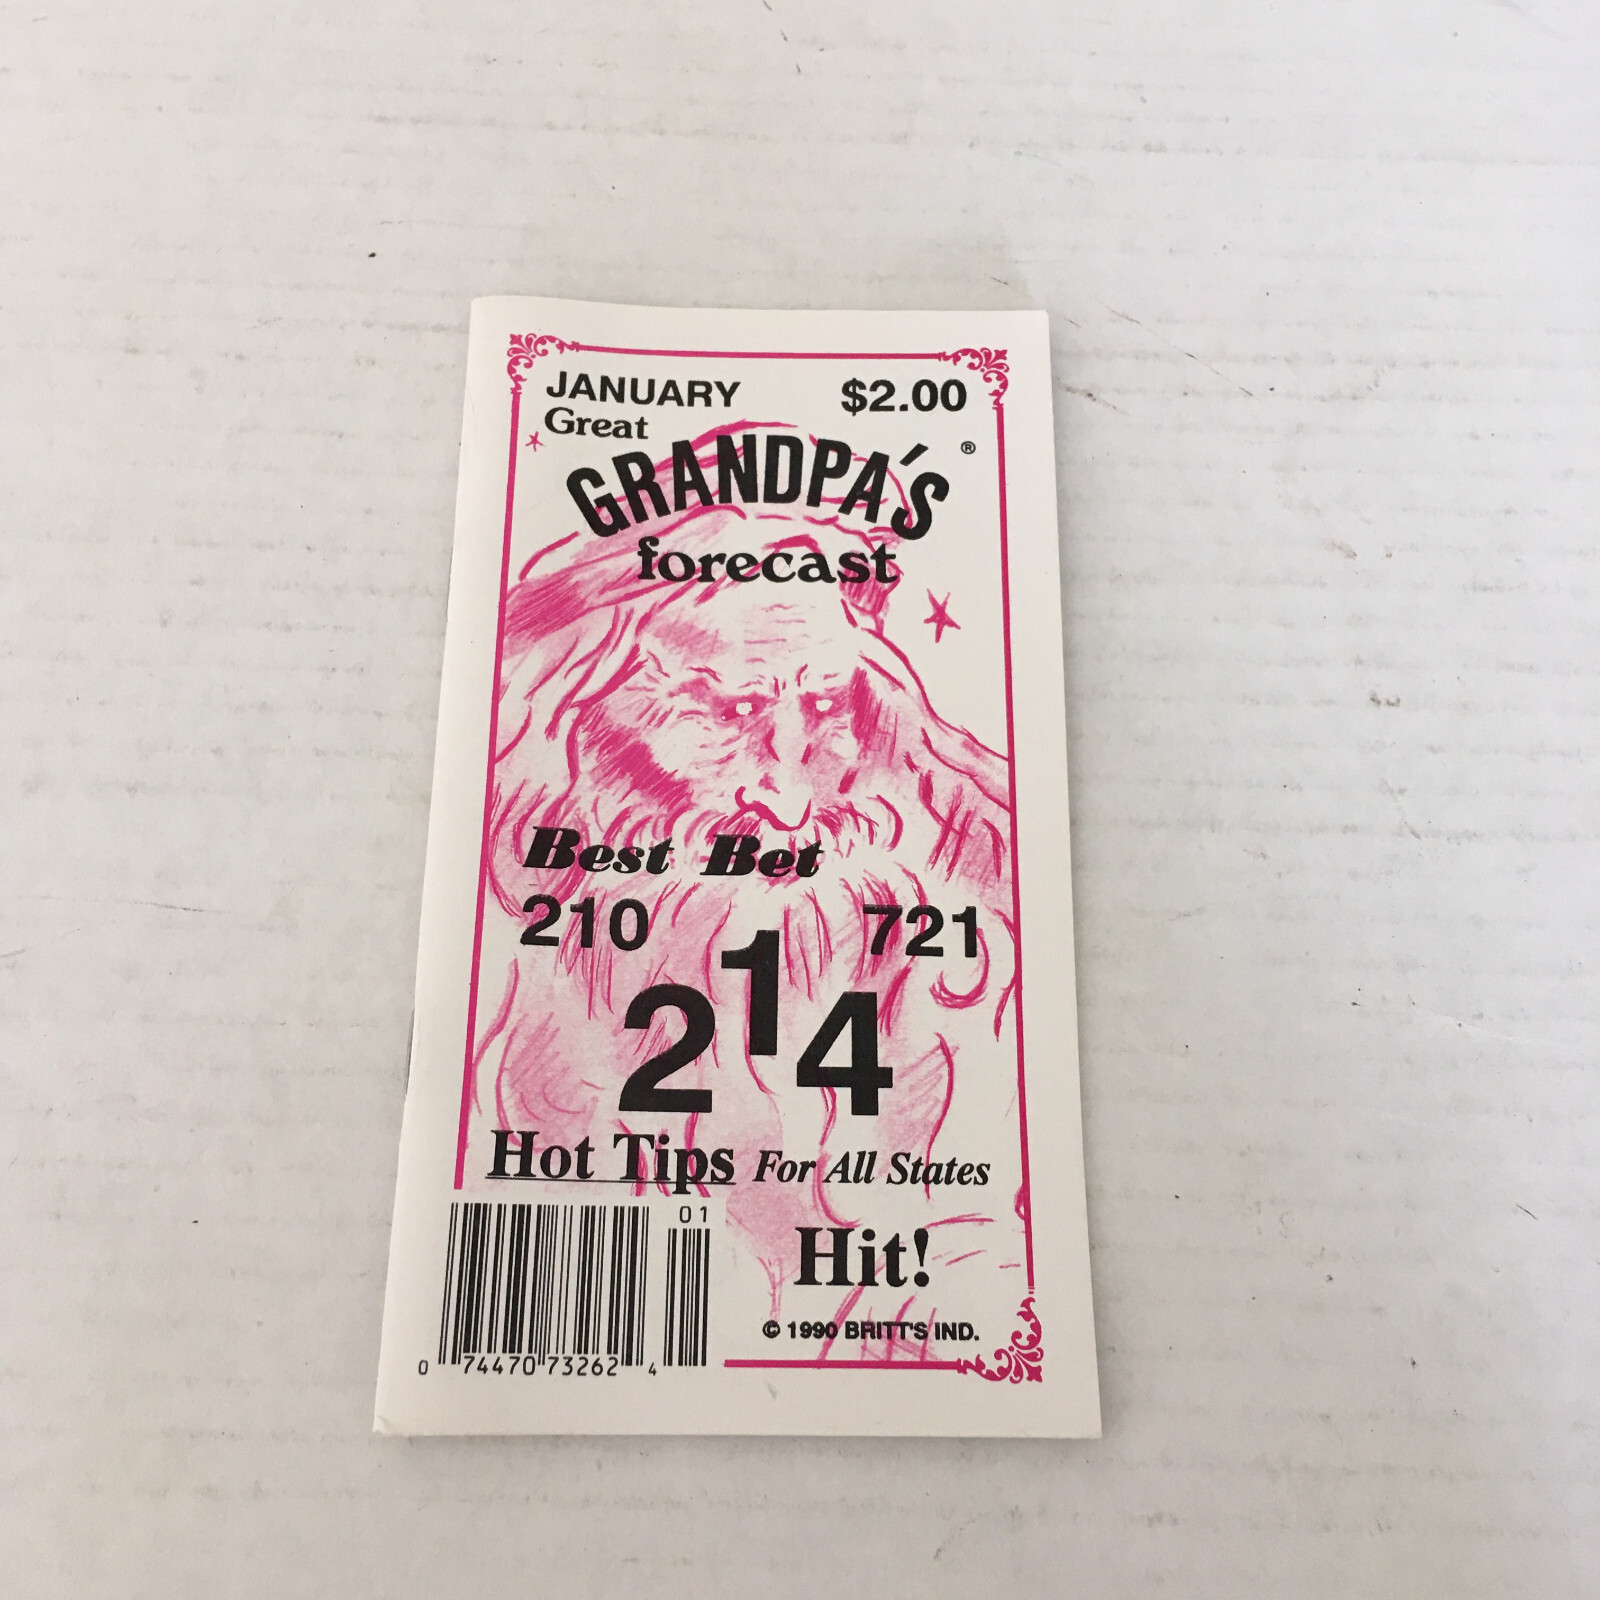 JANUARY $2.00
Great
GRANDPA'S ®
forecast
Best Bet
210 721
214
Hot Tips For All States
01
Hit!
© 1990 BRITT'S IND.
0 74470 73262 4